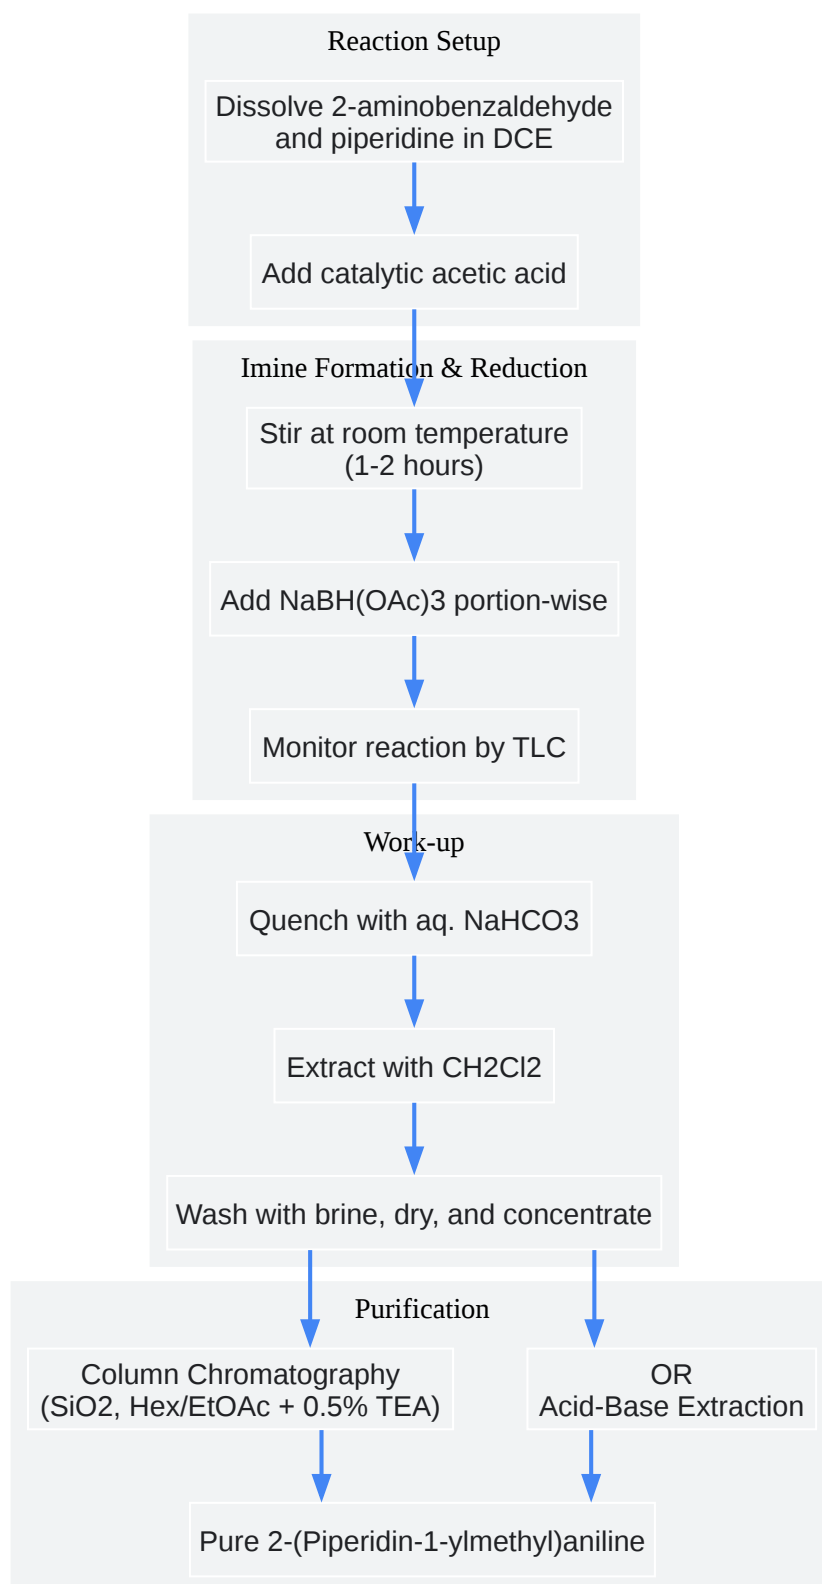 Reaction Setup
Dissolve 2-aminobenzaldehyde
and piperidine in DCE
Add catalytic acetic acid
Imine Formation & Reduction
Stir at room temperature
(1-2 hours)
Add NaBH(OAc)3 portion-wise
Monitor reaction by TLC
Work-up
Quench with aq. NaHCO3
Extract with CH2Cl2
Wash with brine, dry, and concentrate
Purification
Column Chromatography
(SiO2, Hex/EtOAc + 0.5% TEA)
OR
Acid-Base Extraction
Pure 2-(Piperidin-1-ylmethyl)aniline